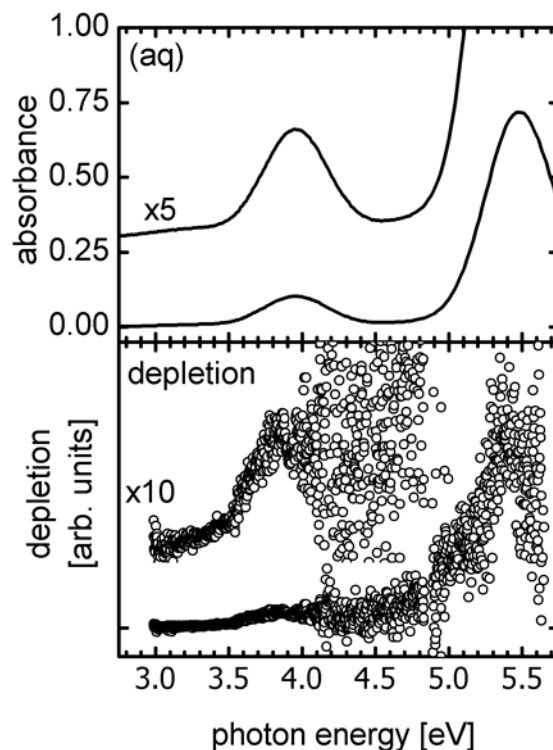 1.00
(aq)
0.75
absorbance
0.50
x5
0.25
0.00
depletion
depletion
[arb. units]
x10
3.0 3.5 4.0 4.5 5.0 5.5
photon energy [eV]